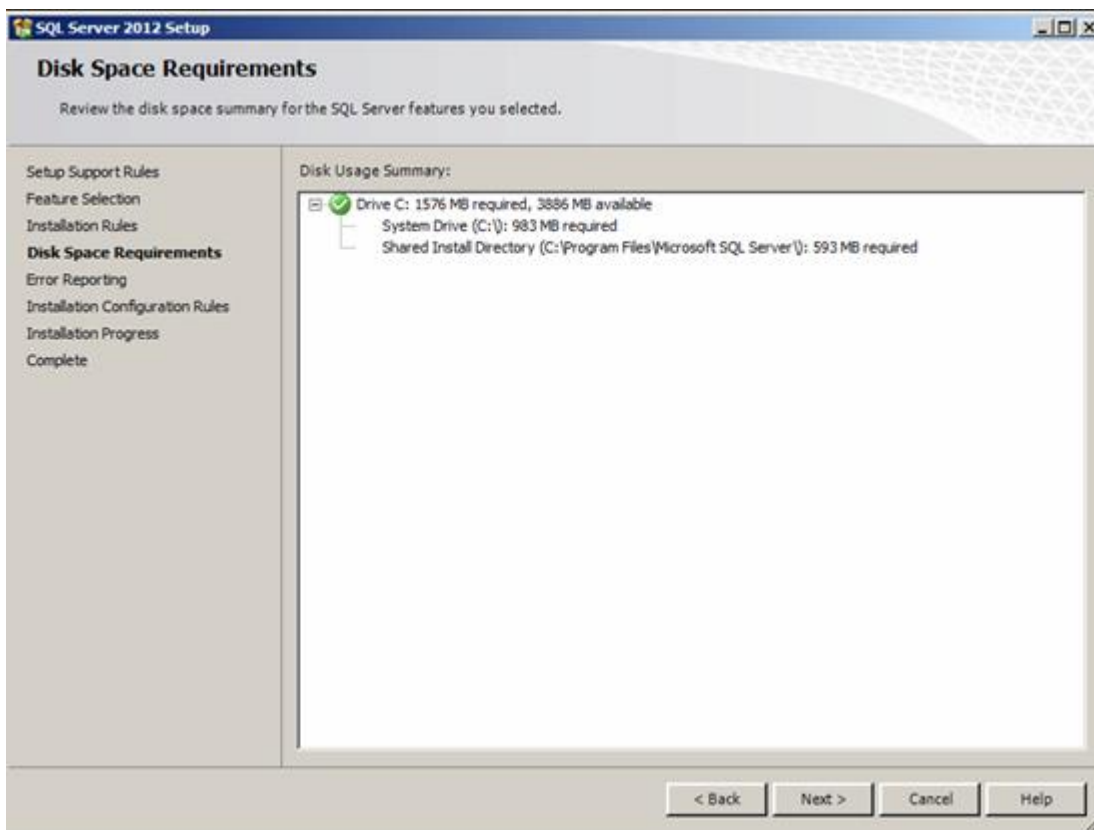 SQL Server 2012 Setup
Disk Space Requirements
Review the disk space summary for the SQL Server features you selected.
Setup Support Rules
Feature Selection
Installation Rules
Disk Space Requirements
Error Reporting
Installation Configuration Rules
Installation Progress
Complete
Disk Usage Summary:
Drive C: 1576 MB required, 3886 MB available
System Drive (C:\): 983 MB required
Shared Install Directory (C:\Program Files\Microsoft SQL Server\): 593 MB required
< Back Next > Cancel Help